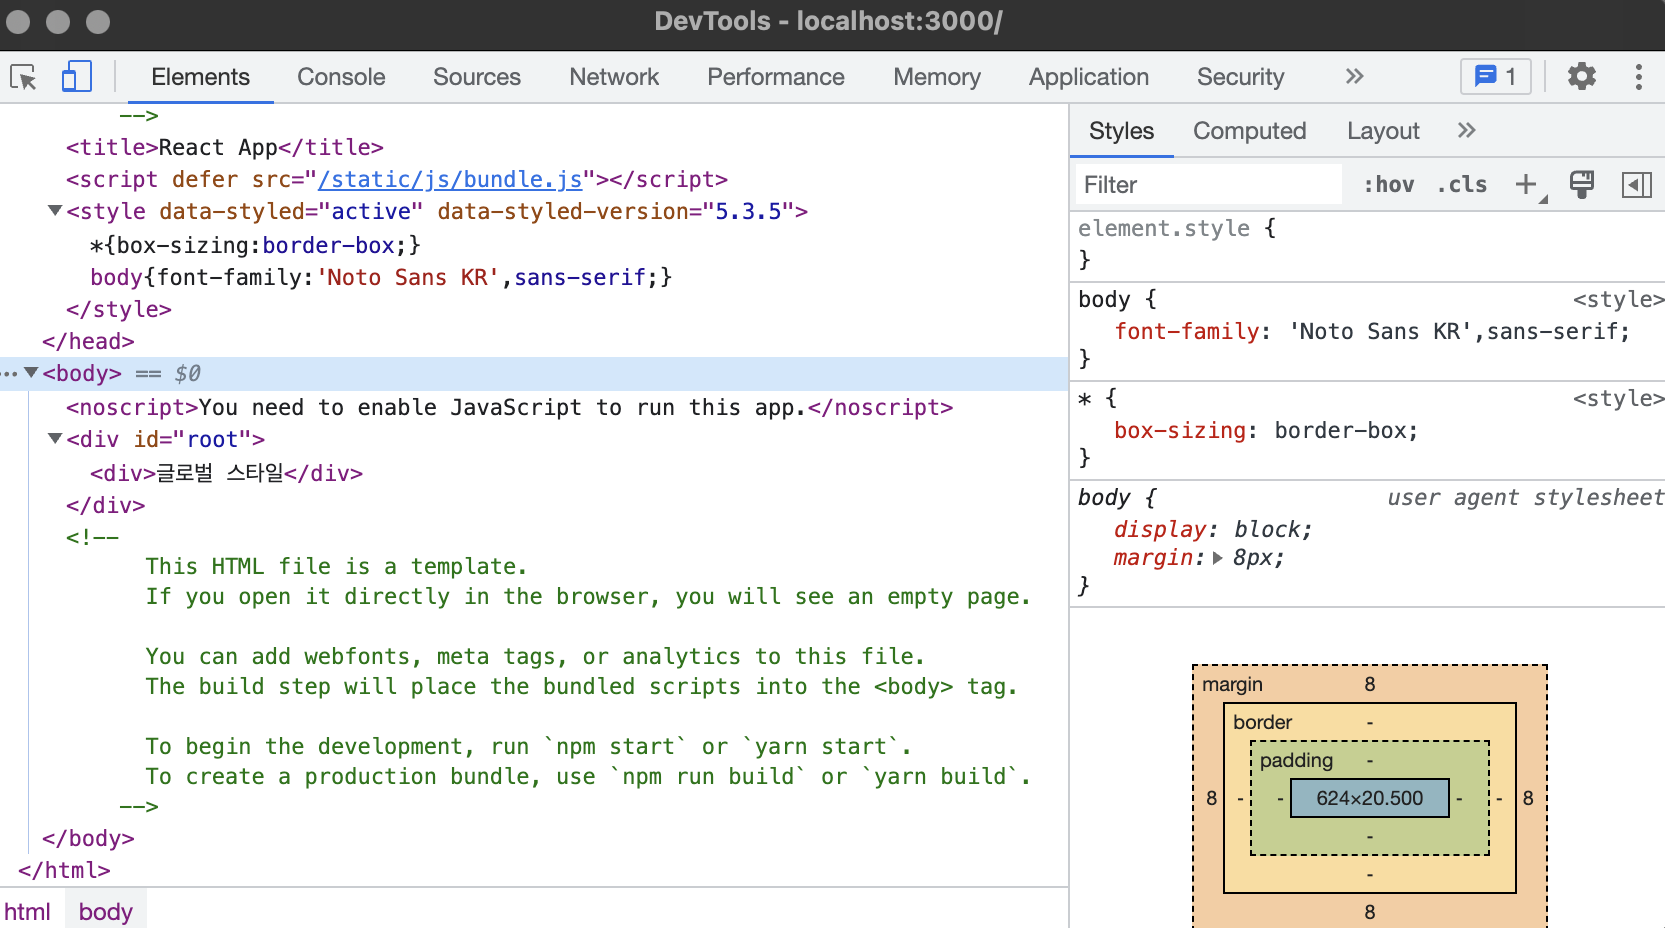 DevTools - localhost:3000/
Elements Console Sources Network Performance Memory Application Security » 1
-->
<title>React App</title>
<script defer src="/static/js/bundle.js"></script>
▼<style data-styled="active" data-styled-version="5.3.5">
*{box-sizing:border-box;}
body{font-family:'Noto Sans KR',sans-serif;}
</style>
</head>
··· ▼<body> == $0
<noscript>You need to enable JavaScript to run this app.</noscript>
▼<div id="root">
<div>글로벌 스타일</div>
</div>
<!--
This HTML file is a template.
If you open it directly in the browser, you will see an empty page.
You can add webfonts, meta tags, or analytics to this file.
The build step will place the bundled scripts into the <body> tag.
To begin the development, run `npm start` or `yarn start`.
To create a production bundle, use `npm run build` or `yarn build`.
-->
</body>
</html>
html body
Styles Computed Layout »
Filter :hov .cls +
element.style {
}
body { <style>
font-family: 'Noto Sans KR',sans-serif;
}
* { <style>
box-sizing: border-box;
}
body { user agent stylesheet
display: block;
margin:▶ 8px;
}
margin 8
border -
padding -
8 - - 624×20.500 - - 8
-
-
8